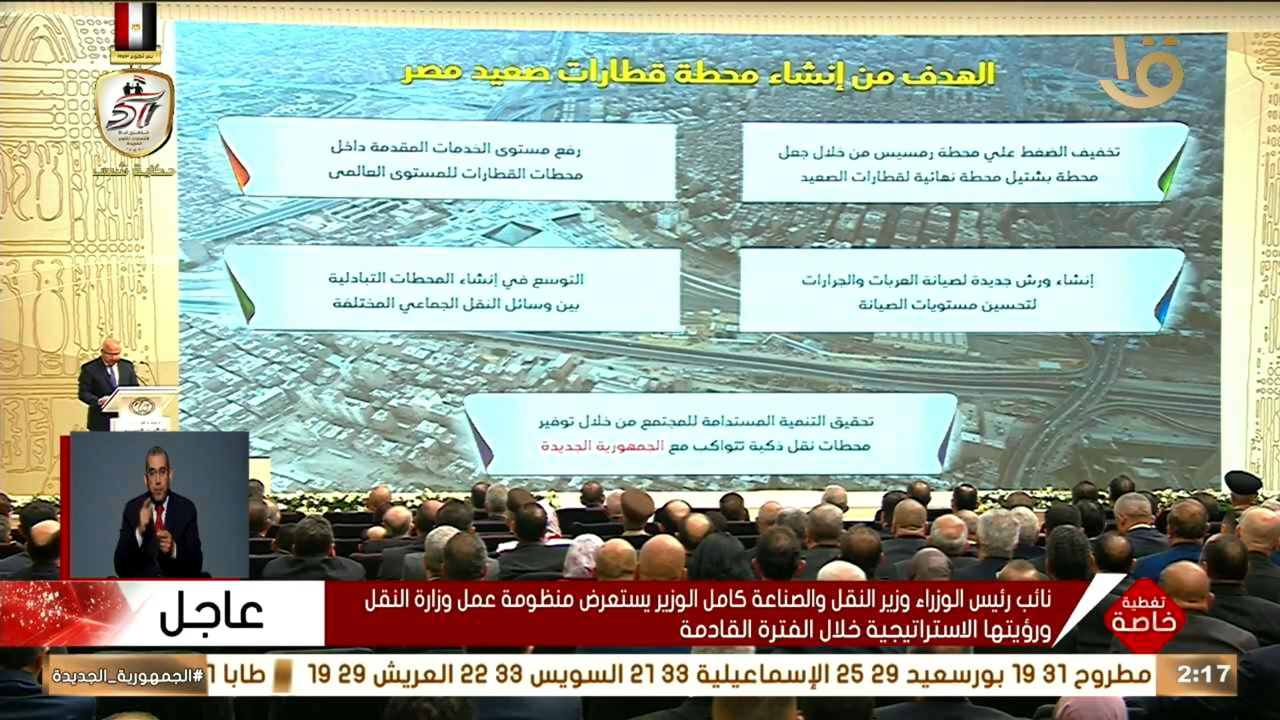 الهدف من إنشاء محطة قطارات صعيد مصر
تخفيف الضغط علي محطة رمسيس من خلال جعل
محطة بشتيل محطة نهائية لقطارات الصعيد
رفع مستوى الخدمات المقدمة داخل
محطات القطارات للمستوى العالمى
إنشاء ورش جديدة لصيانة العربات والجرارات
لتحسين مستويات الصيانة
التوسع في إنشاء المحطات التبادلية
بين وسائل النقل الجماعي المختلفة
تحقيق التنمية المستدامة للمجتمع من خلال توفير
محطات نقل ذكية تتواكب مع الجمهورية الجديدة
حكاية شعب
تغطية
خاصة
نائب رئيس الوزراء وزير النقل والصناعة كامل الوزير يستعرض منظومة عمل وزارة النقل
ورؤيتها الاستراتيجية خلال الفترة القادمة
عاجل
2:17
مطروح 31 19 بورسعيد 29 25 الإسماعيلية 33 21 السويس 33 22 العريش 29 19
طابا
#الجمهورية_الجديدة